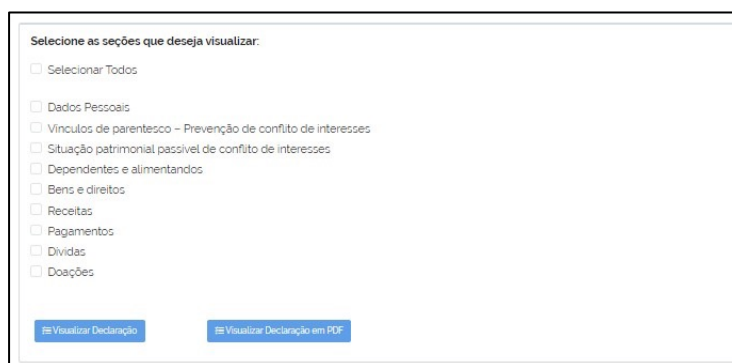 Selecione as seções que deseja visualizar:
Selecionar Todos
Dados Pessoais
Vínculos de parentesco – Prevenção de conflito de interesses
Situação patrimonial passível de conflito de interesses
Dependentes e alimentandos
Bens e direitos
Receitas
Pagamentos
Dívidas
Doações
Visualizar Declaração
Visualizar Declaração em PDF